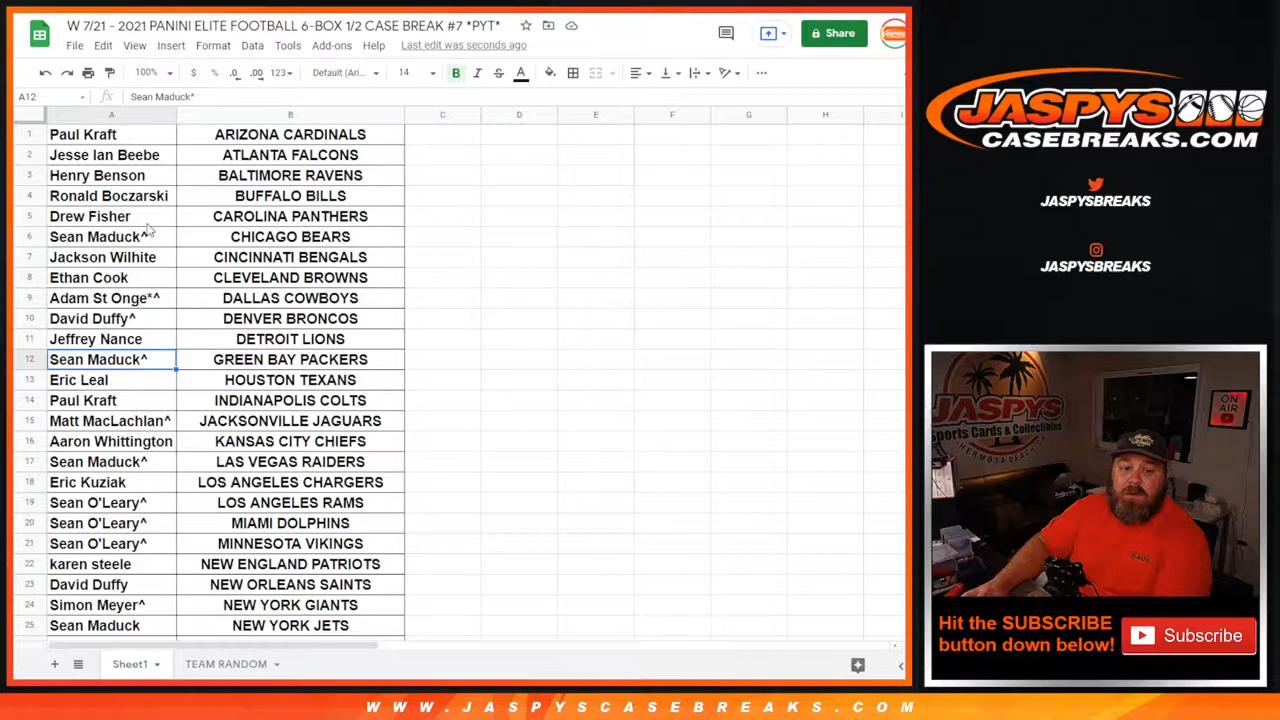 W 7/21 - 2021 PANINI ELITE FOOTBALL 6-BOX 1/2 CASE BREAK #7 *PYT*
File Edit View Insert Format Data Tools Add-ons Help Last edit was seconds ago
Share
100% $ % .0 .00 123 Default (Ari... 14 B I S A
A12 fx Sean Maduck^
A B C D E F G H
1 Paul Kraft ARIZONA CARDINALS
2 Jesse Ian Beebe ATLANTA FALCONS
3 Henry Benson BALTIMORE RAVENS
4 Ronald Boczarski BUFFALO BILLS
5 Drew Fisher CAROLINA PANTHERS
6 Sean Maduck^ CHICAGO BEARS
7 Jackson Wilhite CINCINNATI BENGALS
8 Ethan Cook CLEVELAND BROWNS
9 Adam St Onge*^ DALLAS COWBOYS
10 David Duffy^ DENVER BRONCOS
11 Jeffrey Nance DETROIT LIONS
12 Sean Maduck^ GREEN BAY PACKERS
13 Eric Leal HOUSTON TEXANS
14 Paul Kraft INDIANAPOLIS COLTS
15 Matt MacLachlan^ JACKSONVILLE JAGUARS
16 Aaron Whittington KANSAS CITY CHIEFS
17 Sean Maduck^ LAS VEGAS RAIDERS
18 Eric Kuziak LOS ANGELES CHARGERS
19 Sean O'Leary^ LOS ANGELES RAMS
20 Sean O'Leary^ MIAMI DOLPHINS
21 Sean O'Leary^ MINNESOTA VIKINGS
22 karen steele NEW ENGLAND PATRIOTS
23 David Duffy NEW ORLEANS SAINTS
24 Simon Meyer^ NEW YORK GIANTS
25 Sean Maduck NEW YORK JETS
Sheet1 TEAM RANDOM
JASPYS
CASEBREAKS.COM
JASPYSBREAKS
JASPYSBREAKS
JASPYS
Sports Cards & Collectibles
HERMOSA BEACH CA
ON AIR
Hit the SUBSCRIBE
button down below!
Subscribe
WWW.JASPYSCASEBREAKS.COM